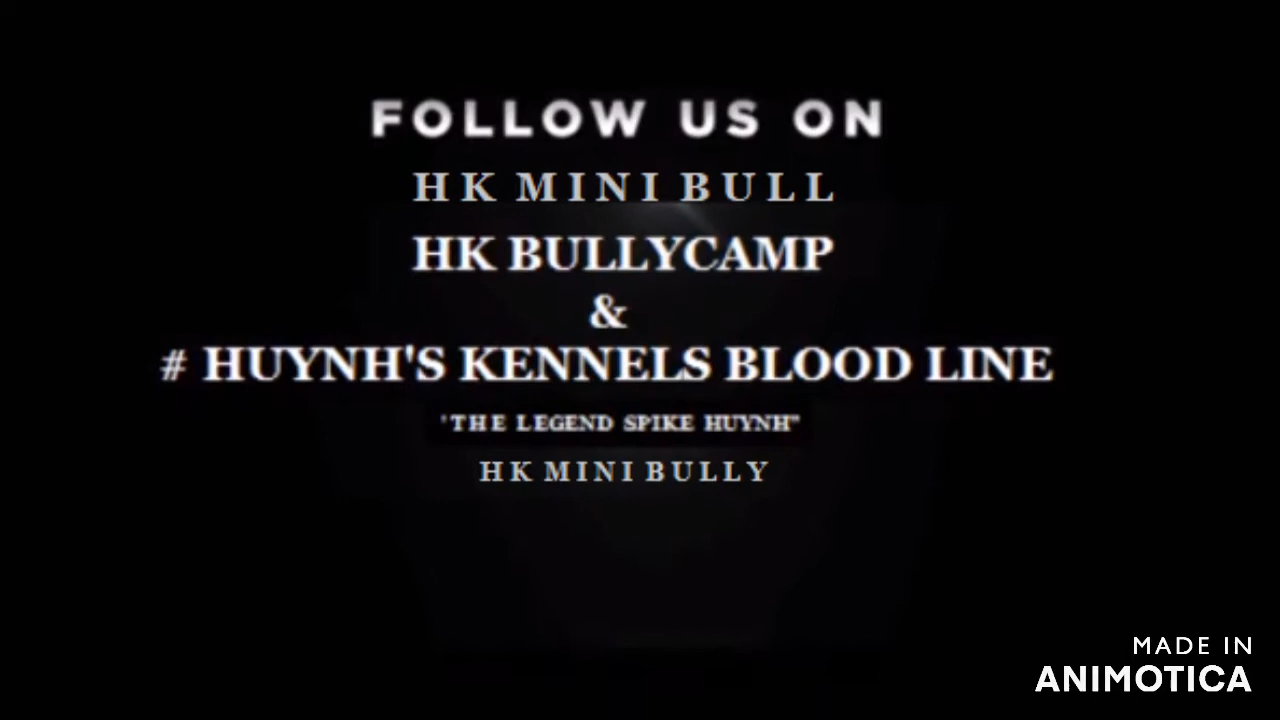 FOLLOW US ON
HK MINI BULL
HK BULLYCAMP
&
# HUYNH'S KENNELS BLOOD LINE
'THE LEGEND SPIKE HUYNH"
HK MINI BULLY
MADE IN
ANIMOTICA